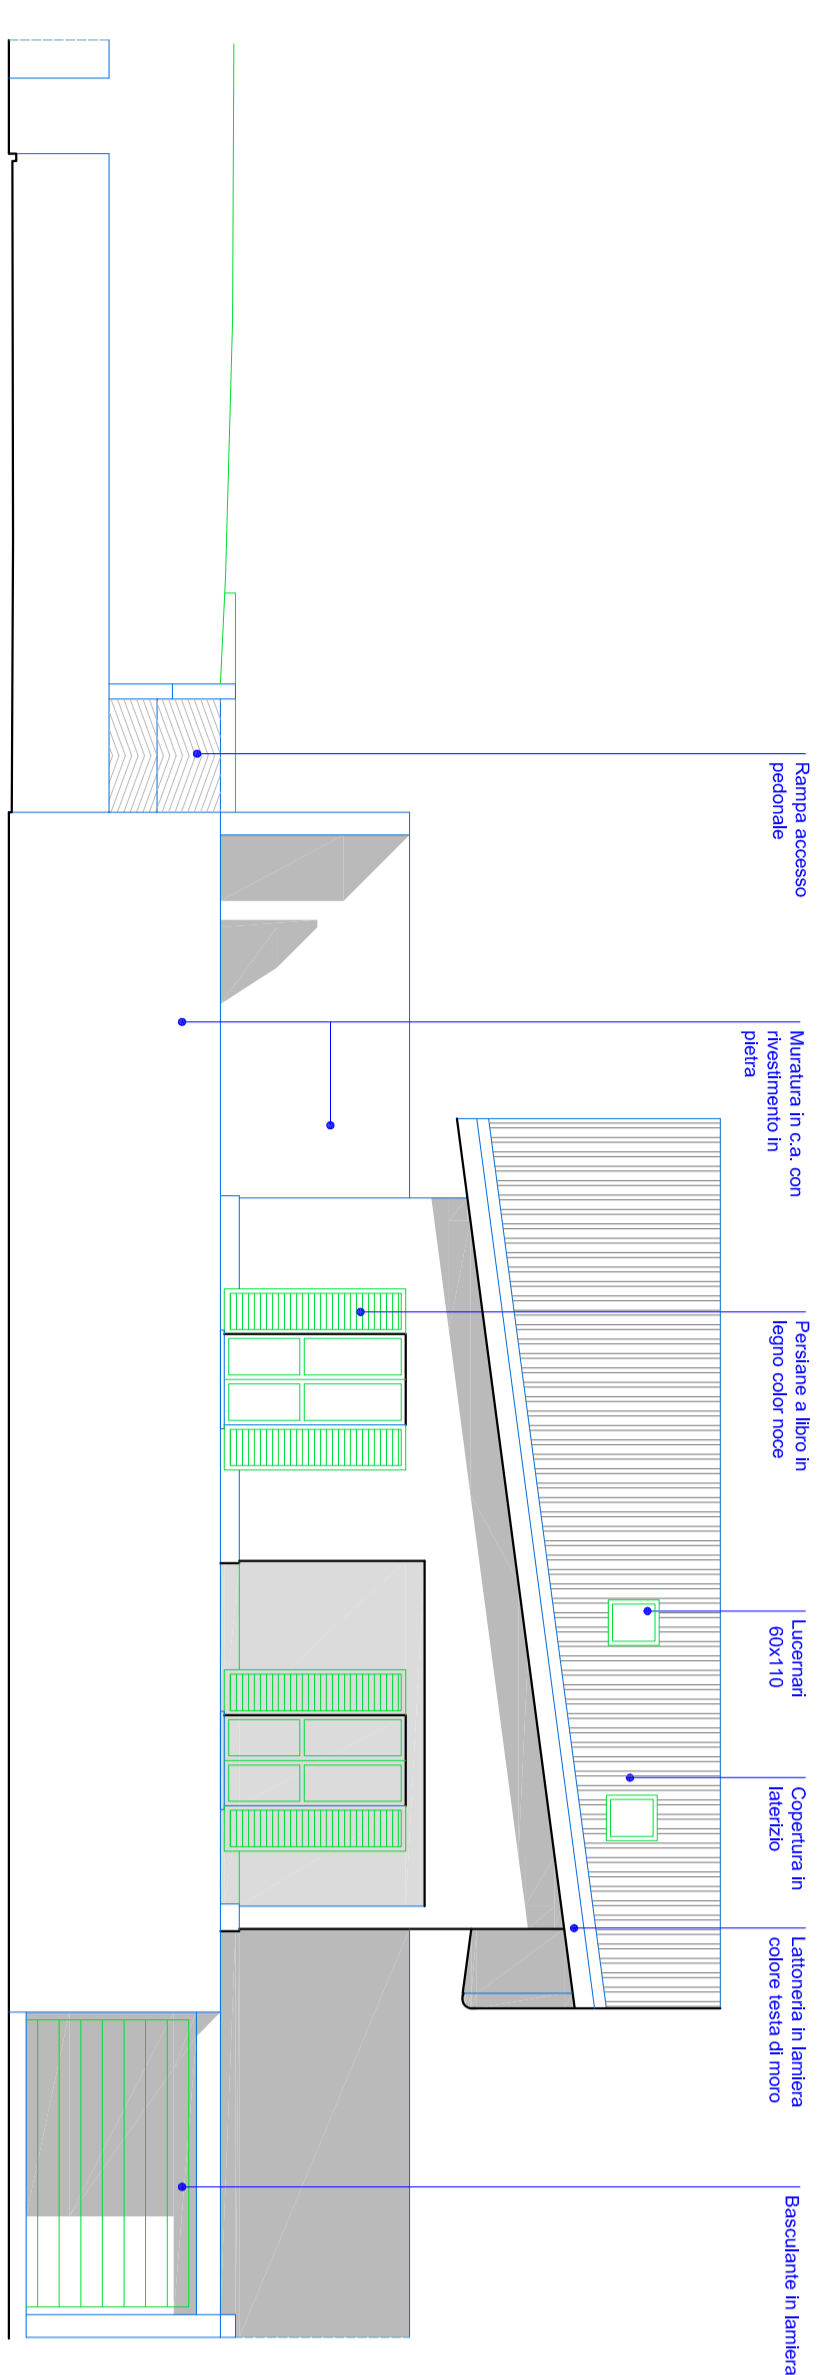 Rampa accesso
pedonale
Muratura in c.a. con
rivestimento in
pietra
Persiane a libro in
legno color noce
Lucernari
60x110
Copertura in
laterizio
Lattoneria in lamiera
colore testa di moro
Basculante in lamiera